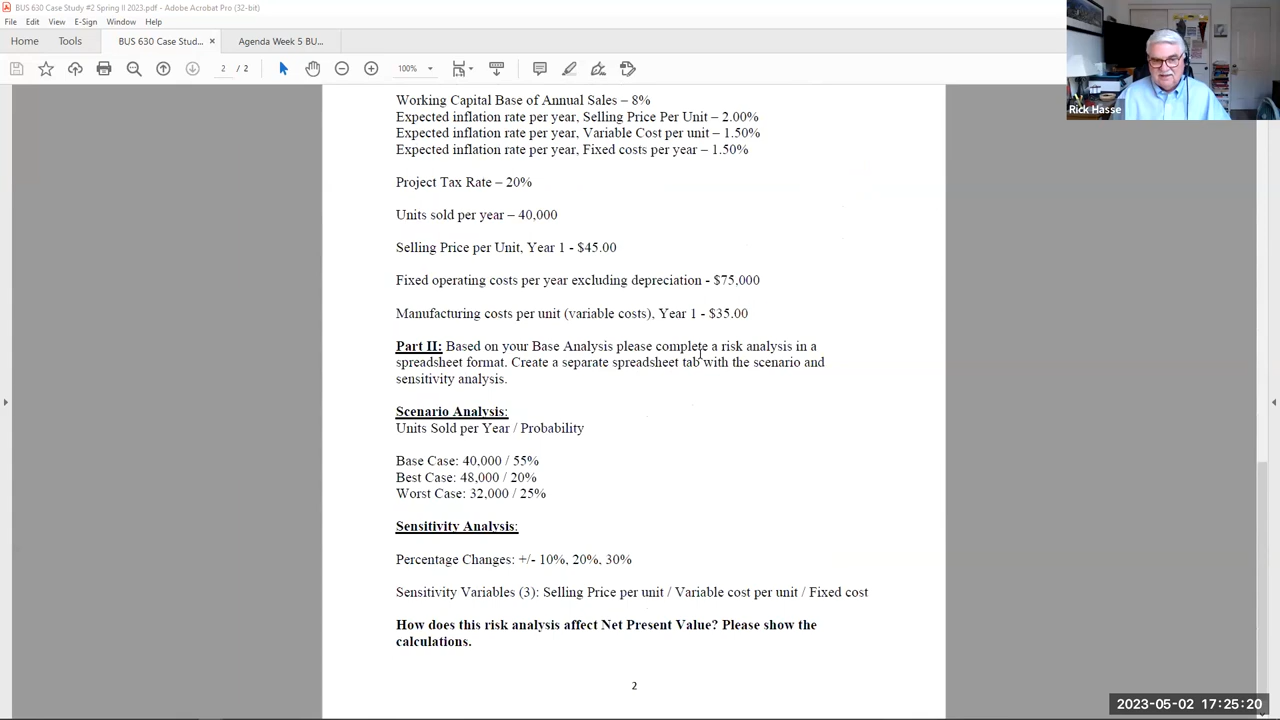 BUS 630 Case Study #2 Spring II 2023.pdf - Adobe Acrobat Pro (32-bit)
File Edit View E-Sign Window Help
Home Tools BUS 630 Case Stud... × Agenda Week 5 BU...
2 / 2 100%
Rick Hasse
Working Capital Base of Annual Sales – 8%
Expected inflation rate per year, Selling Price Per Unit – 2.00%
Expected inflation rate per year, Variable Cost per unit – 1.50%
Expected inflation rate per year, Fixed costs per year – 1.50%
Project Tax Rate – 20%
Units sold per year – 40,000
Selling Price per Unit, Year 1 - $45.00
Fixed operating costs per year excluding depreciation - $75,000
Manufacturing costs per unit (variable costs), Year 1 - $35.00
Part II: Based on your Base Analysis please complete a risk analysis in a
spreadsheet format. Create a separate spreadsheet tab with the scenario and
sensitivity analysis.
Scenario Analysis:
Units Sold per Year / Probability
Base Case: 40,000 / 55%
Best Case: 48,000 / 20%
Worst Case: 32,000 / 25%
Sensitivity Analysis:
Percentage Changes: +/- 10%, 20%, 30%
Sensitivity Variables (3): Selling Price per unit / Variable cost per unit / Fixed cost
How does this risk analysis affect Net Present Value? Please show the
calculations.
2
2023-05-02 17:25:20